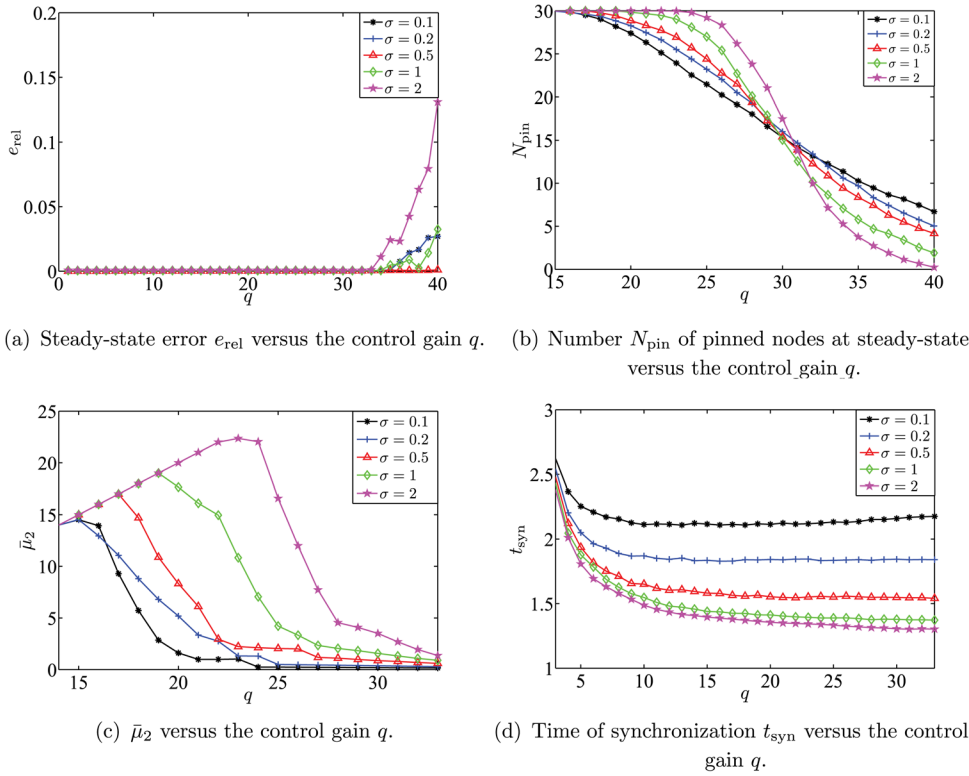 0.2
0.15
0.1
0.05
0
e_rel
0 10 20 30 40
q
σ = 0.1
σ = 0.2
σ = 0.5
σ = 1
σ = 2
(a) Steady-state error e_rel versus the control gain q.
30
25
20
15
10
5
0
N_pin
15 20 25 30 35 40
q
σ = 0.1
σ = 0.2
σ = 0.5
σ = 1
σ = 2
(b) Number N_pin of pinned nodes at steady-state
versus the control gain q.
25
20
15
10
5
0
μ̄₂
15 20 25 30
q
σ = 0.1
σ = 0.2
σ = 0.5
σ = 1
σ = 2
(c) μ̄₂ versus the control gain q.
3
2.5
2
1.5
1
t_syn
5 10 15 20 25 30
q
σ = 0.1
σ = 0.2
σ = 0.5
σ = 1
σ = 2
(d) Time of synchronization t_syn versus the control
gain q.